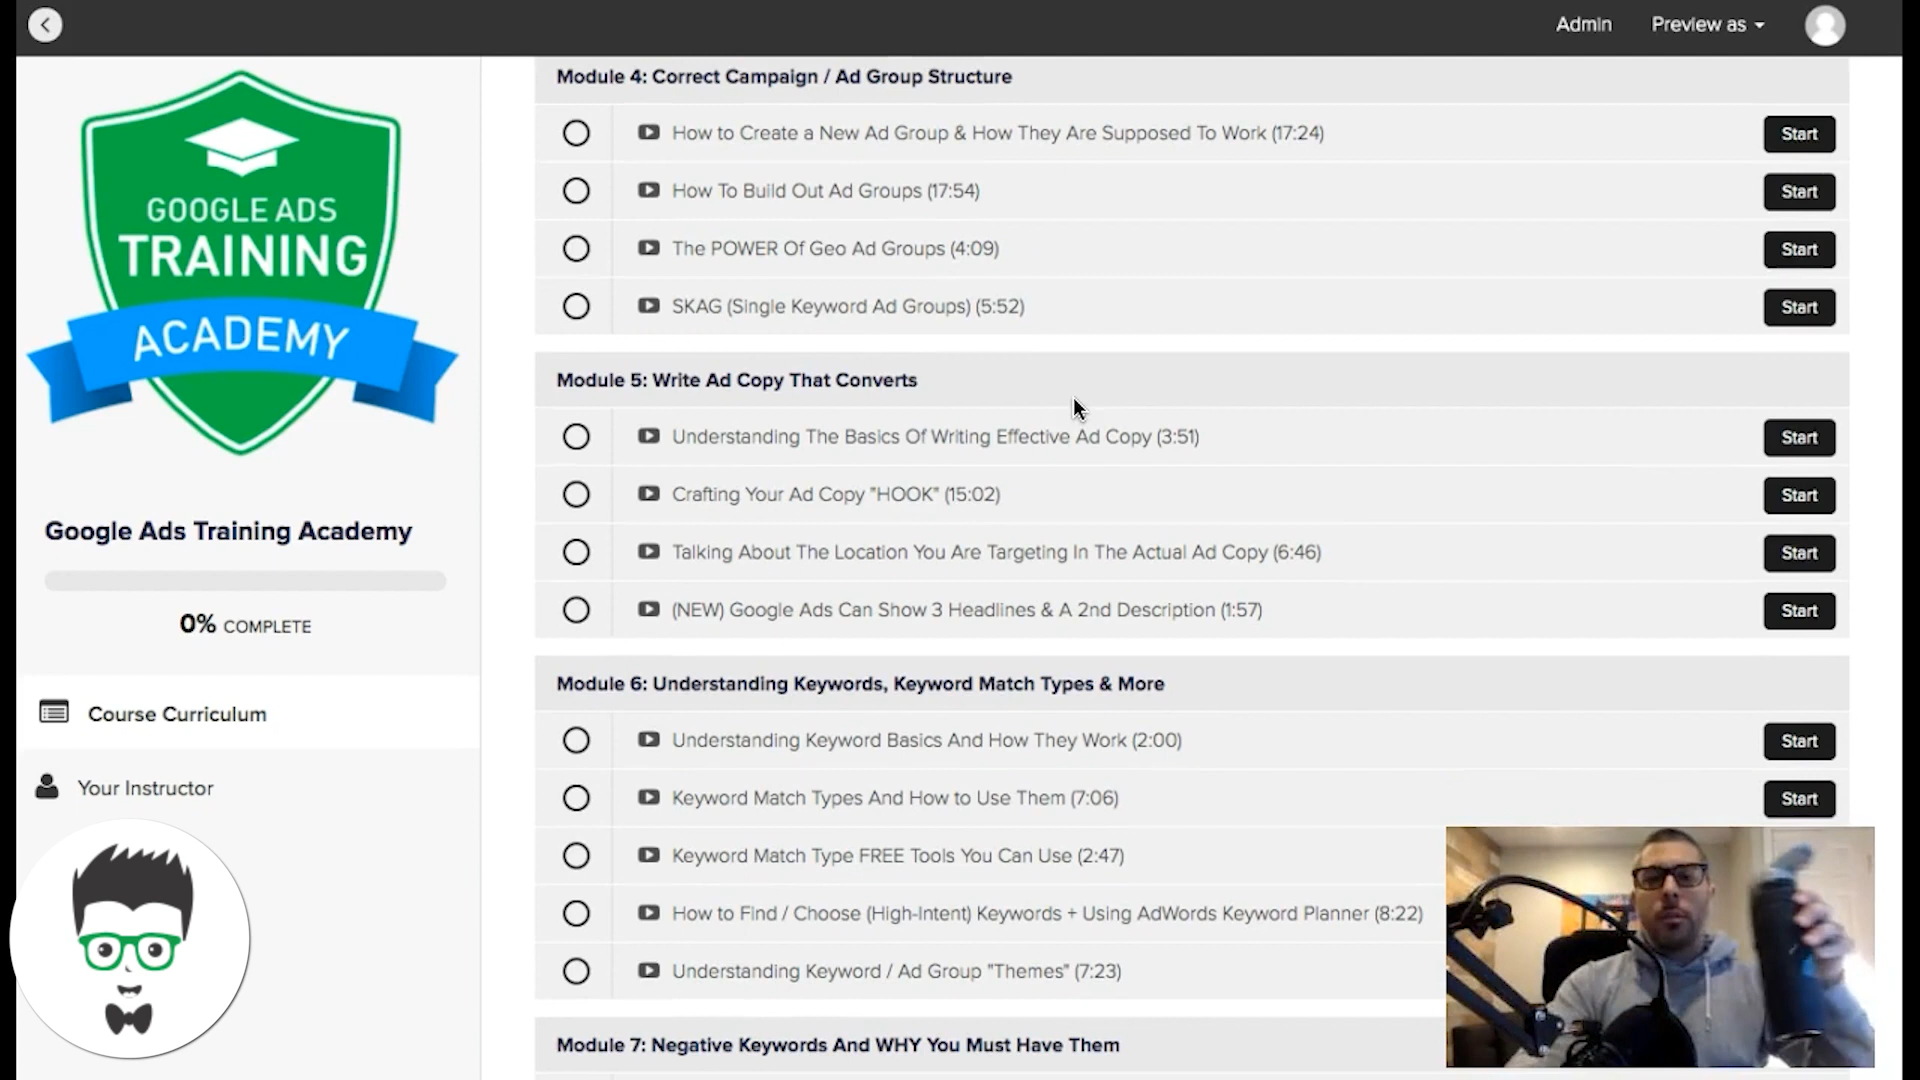 Admin
Preview as
GOOGLE ADS
TRAINING
ACADEMY
Google Ads Training Academy
0% COMPLETE
Course Curriculum
Your Instructor
Module 4: Correct Campaign / Ad Group Structure
How to Create a New Ad Group & How They Are Supposed To Work (17:24)
Start
How To Build Out Ad Groups (17:54)
Start
The POWER Of Geo Ad Groups (4:09)
Start
SKAG (Single Keyword Ad Groups) (5:52)
Start
Module 5: Write Ad Copy That Converts
Understanding The Basics Of Writing Effective Ad Copy (3:51)
Start
Crafting Your Ad Copy "HOOK" (15:02)
Start
Talking About The Location You Are Targeting In The Actual Ad Copy (6:46)
Start
(NEW) Google Ads Can Show 3 Headlines & A 2nd Description (1:57)
Start
Module 6: Understanding Keywords, Keyword Match Types & More
Understanding Keyword Basics And How They Work (2:00)
Start
Keyword Match Types And How to Use Them (7:06)
Start
Keyword Match Type FREE Tools You Can Use (2:47)
How to Find / Choose (High-Intent) Keywords + Using AdWords Keyword Planner (8:22)
Understanding Keyword / Ad Group "Themes" (7:23)
Module 7: Negative Keywords And WHY You Must Have Them